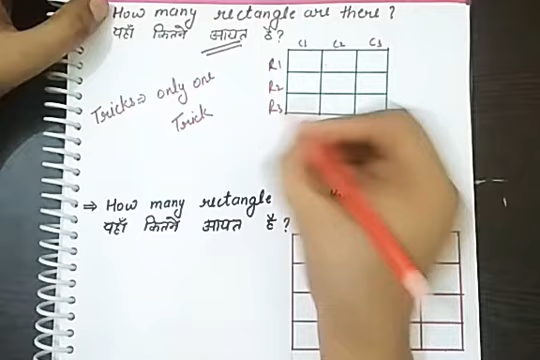 How many rectangle are there ?
यहाँ कितने आयत है ?
C1 C2 C3
R1
R2
R3
Tricks ⇒ only one
Trick
⇒ How many rectangle
यहाँ कितने आयत है ?